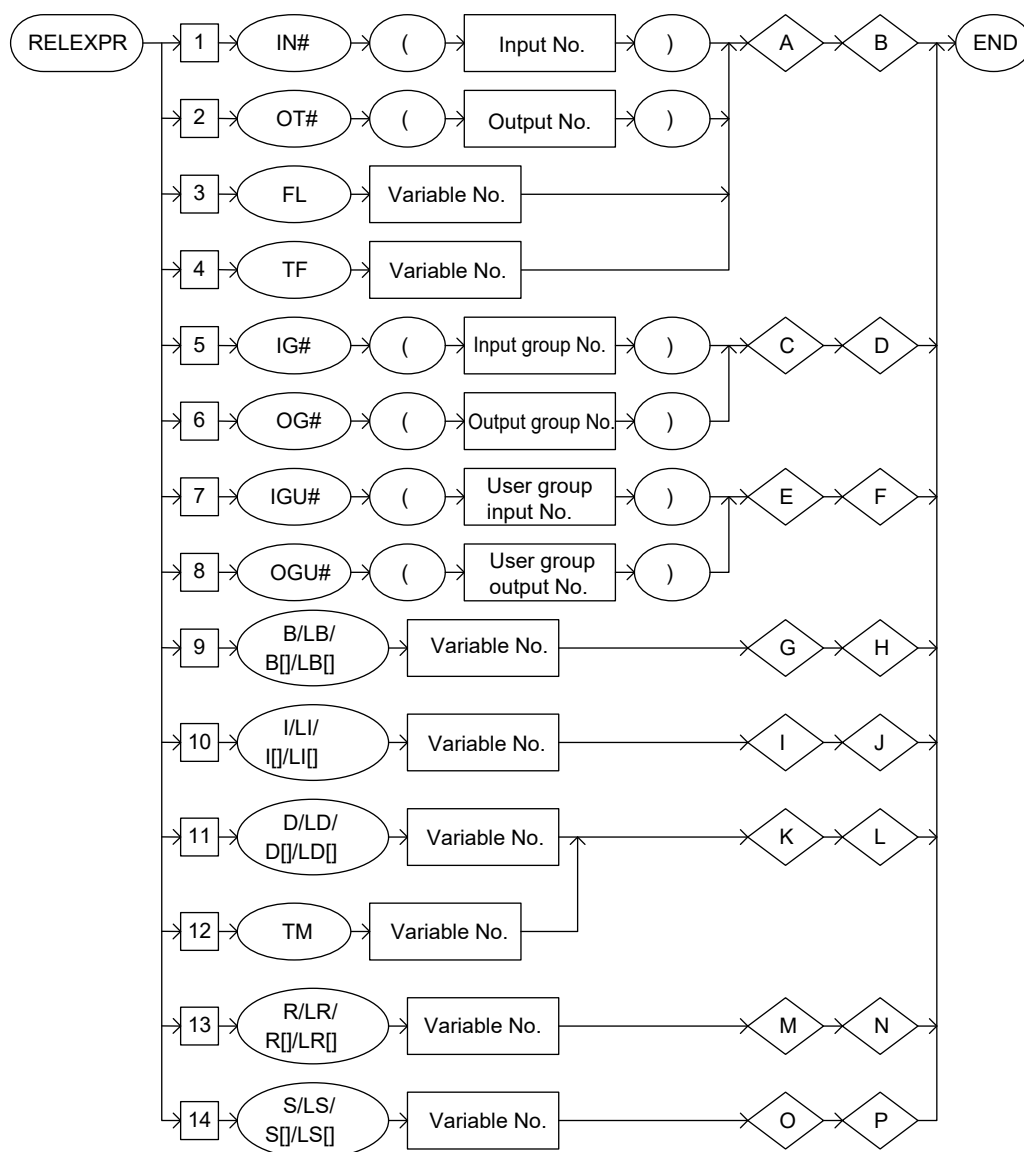 RELEXPR 1 IN# ( Input No. ) A B END
2 OT# ( Output No. )
3 FL Variable No.
4 TF Variable No.
5 IG# ( Input group No. ) C D
6 OG# ( Output group No. )
7 IGU# ( User group
input No. ) E F
8 OGU# ( User group
output No. )
9 B/LB/
B[]/LB[] Variable No. G H
10 I/LI/
I[]/LI[] Variable No. I J
11 D/LD/
D[]/LD[] Variable No. K L
12 TM Variable No.
13 R/LR/
R[]/LR[] Variable No. M N
14 S/LS/
S[]/LS[] Variable No. O P